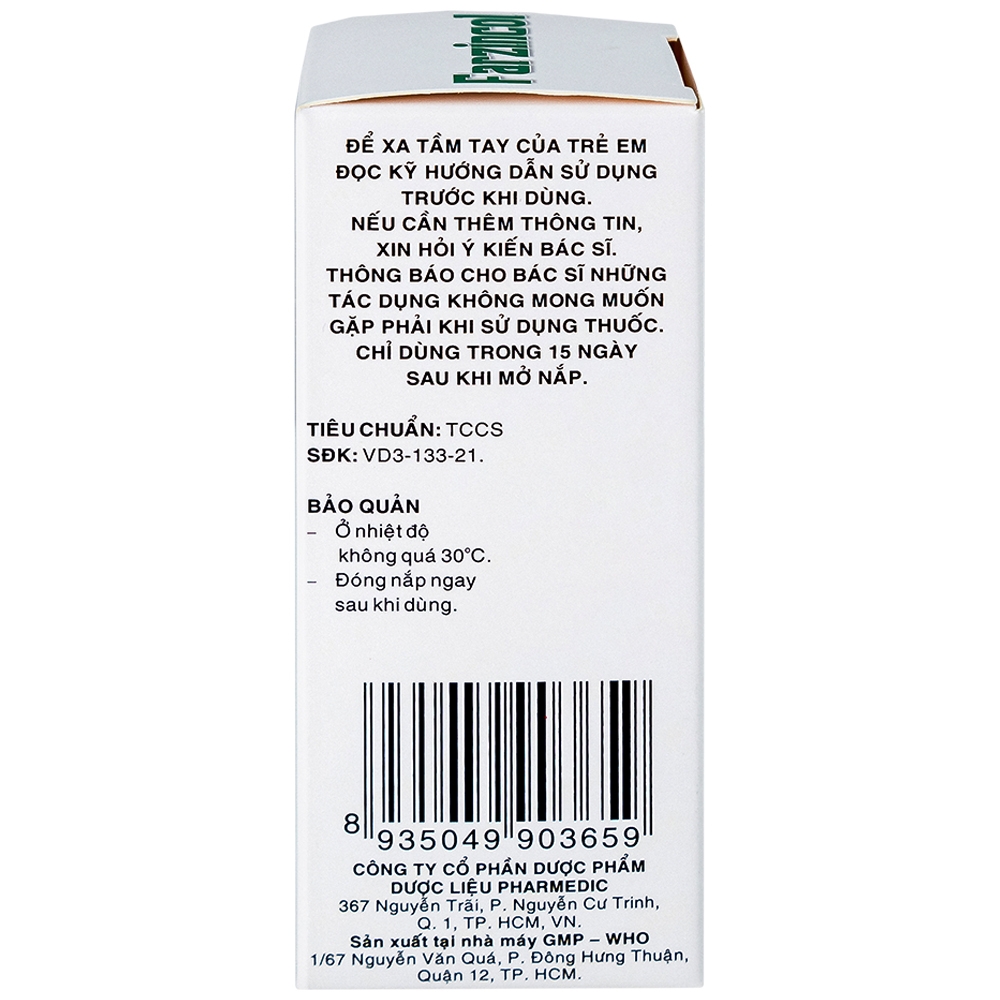 Farzincol
ĐỂ XA TẦM TAY CỦA TRẺ EM
ĐỌC KỸ HƯỚNG DẪN SỬ DỤNG
TRƯỚC KHI DÙNG.
NẾU CẦN THÊM THÔNG TIN,
XIN HỎI Ý KIẾN BÁC SĨ.
THÔNG BÁO CHO BÁC SĨ NHỮNG
TÁC DỤNG KHÔNG MONG MUỐN
GẶP PHẢI KHI SỬ DỤNG THUỐC.
CHỈ DÙNG TRONG 15 NGÀY
SAU KHI MỞ NẮP.
TIÊU CHUẨN: TCCS
SĐK: VD3-133-21.
BẢO QUẢN
– Ở nhiệt độ
không quá 30°C.
– Đóng nắp ngay
sau khi dùng.
8 935049 903659
CÔNG TY CỔ PHẦN DƯỢC PHẨM
DƯỢC LIỆU PHARMEDIC
367 Nguyễn Trãi, P. Nguyễn Cư Trinh,
Q. 1, TP. HCM, VN.
Sản xuất tại nhà máy GMP – WHO
1/67 Nguyễn Văn Quá, P. Đông Hưng Thuận,
Quận 12, TP. HCM.